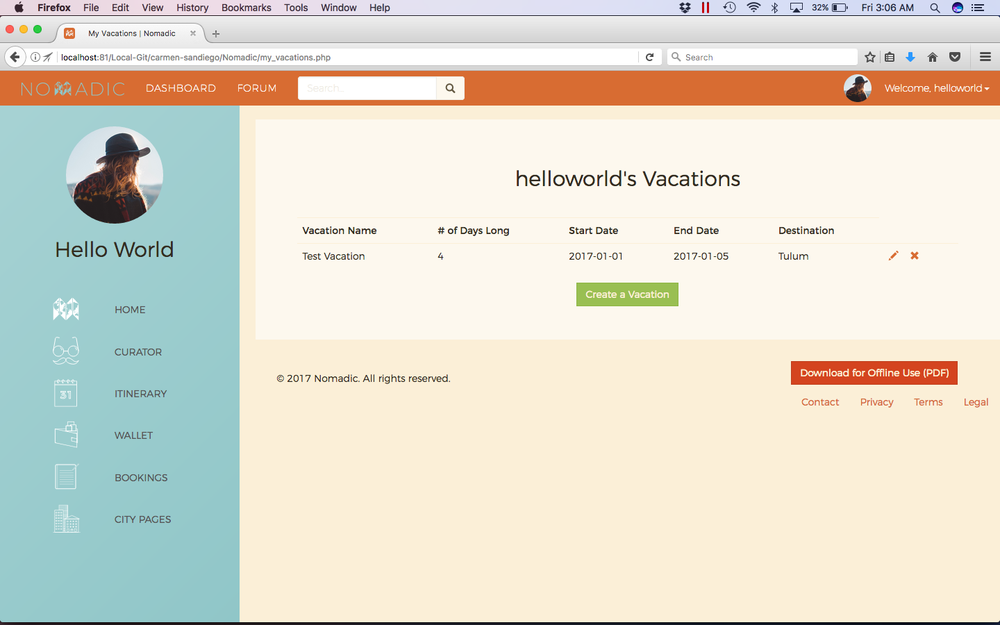 Firefox File Edit View History Bookmarks Tools Window Help 32% Fri 3:06 AM
My Vacations | Nomadic
localhost:81/Local-Git/carmen-sandiego/Nomadic/my_vacations.php Search
NOMADIC DASHBOARD FORUM Search... Welcome, helloworld
Hello World
HOME
CURATOR
31 ITINERARY
WALLET
BOOKINGS
CITY PAGES
helloworld's Vacations
Vacation Name # of Days Long Start Date End Date Destination
Test Vacation 4 2017-01-01 2017-01-05 Tulum
Create a Vacation
© 2017 Nomadic. All rights reserved.
Download for Offline Use (PDF)
Contact Privacy Terms Legal